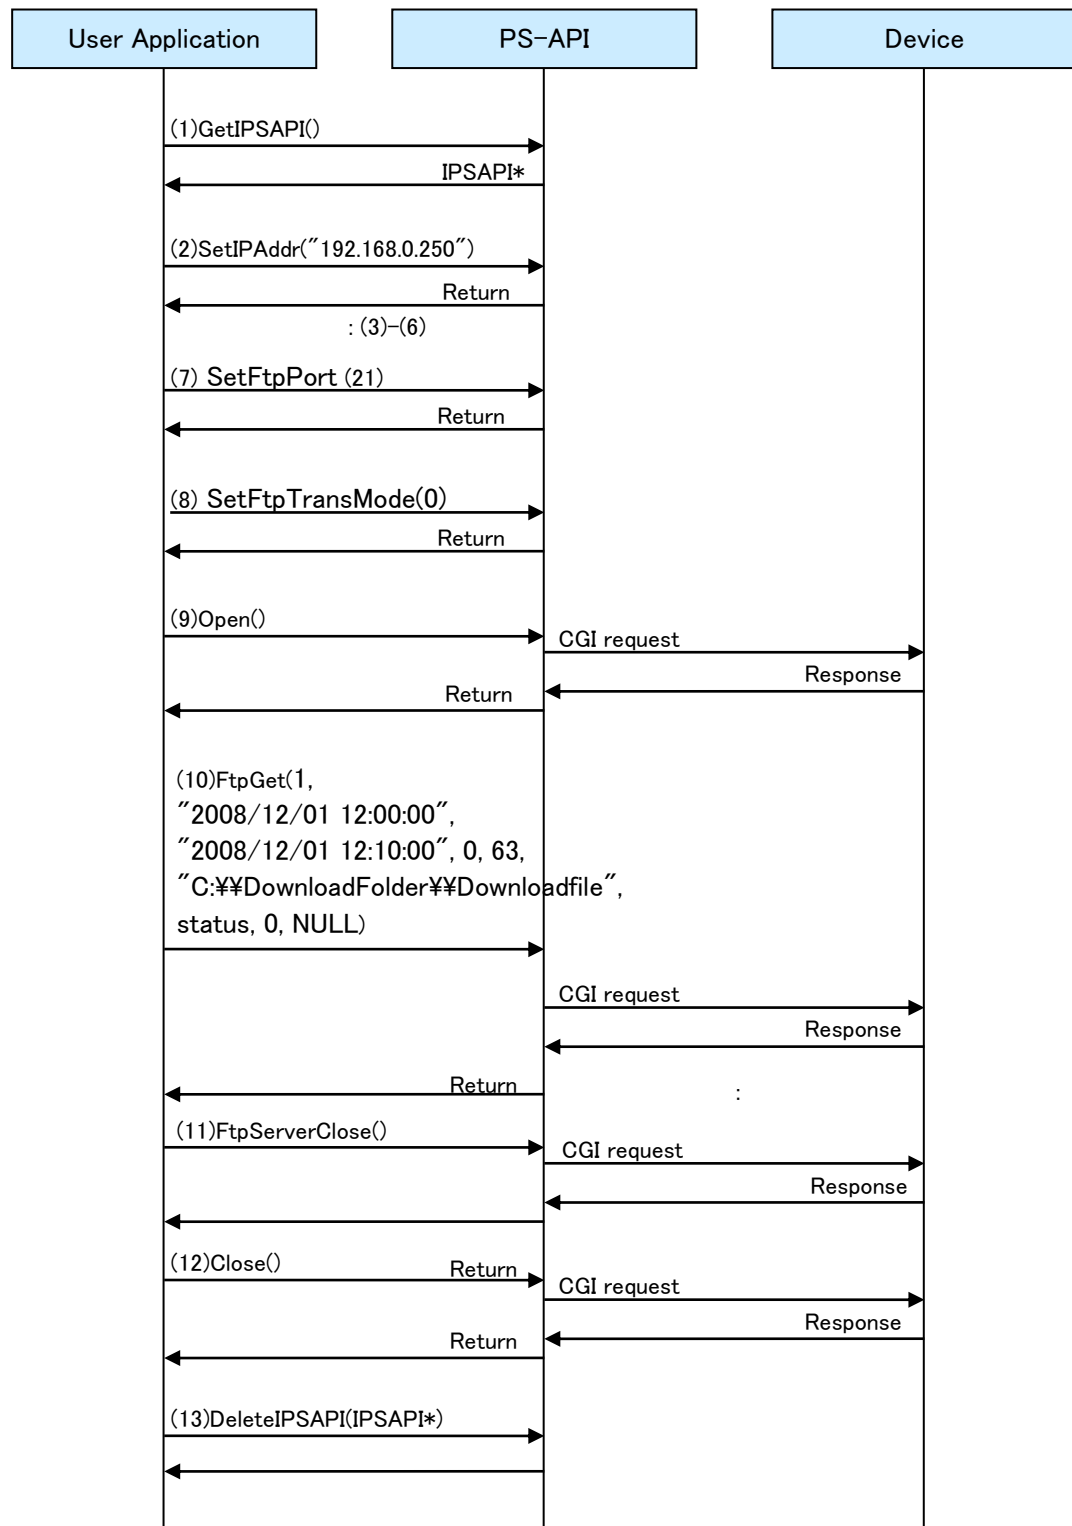 User Application
PS-API
Device
(1)GetIPSAPI()
IPSAPI*
(2)SetIPAddr("192.168.0.250")
Return
: (3)-(6)
(7) SetFtpPort (21)
Return
(8) SetFtpTransMode(0)
Return
(9)Open()
CGI request
Response
Return
(10)FtpGet(1,
"2008/12/01 12:00:00",
"2008/12/01 12:10:00", 0, 63,
"C:¥¥DownloadFolder¥¥Downloadfile",
status, 0, NULL)
CGI request
Response
Return
:
(11)FtpServerClose()
CGI request
Response
(12)Close()
Return
CGI request
Response
Return
(13)DeleteIPSAPI(IPSAPI*)